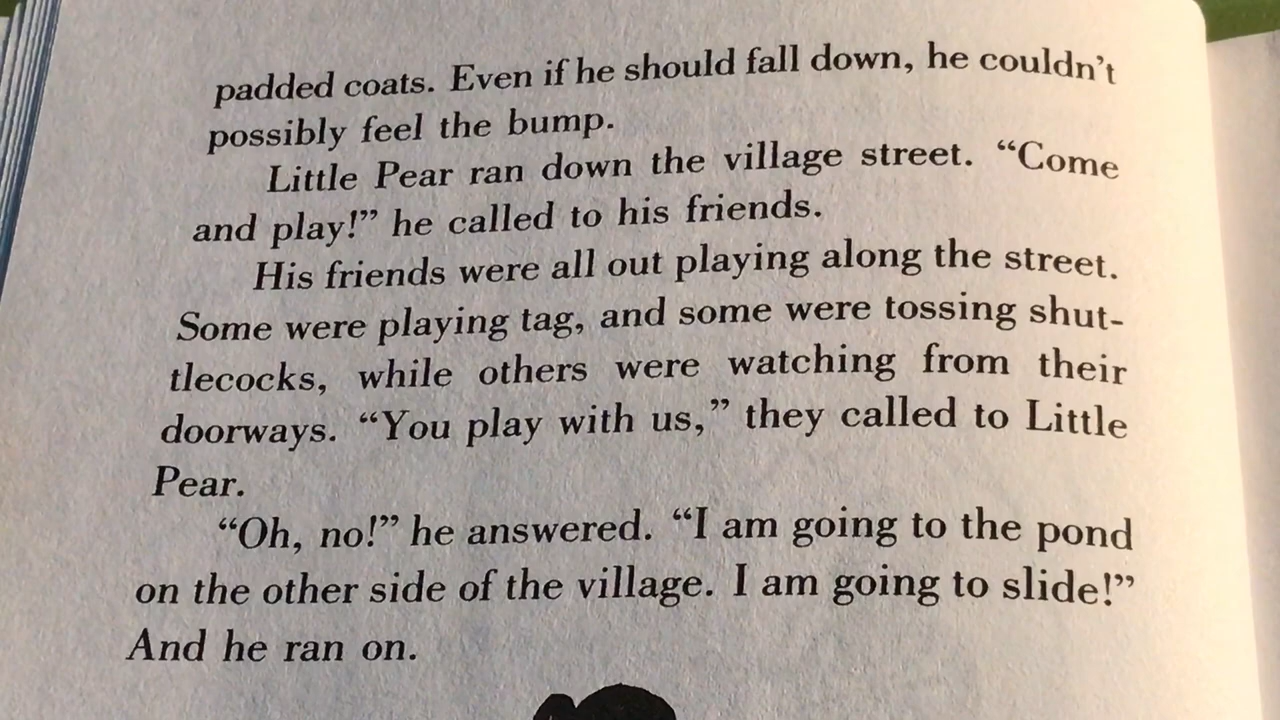 padded coats. Even if he should fall down, he couldn’t
possibly feel the bump.
Little Pear ran down the village street. “Come
and play!” he called to his friends.
His friends were all out playing along the street.
Some were playing tag, and some were tossing shut-
tlecocks, while others were watching from their
doorways. “You play with us,” they called to Little
Pear.
“Oh, no!” he answered. “I am going to the pond
on the other side of the village. I am going to slide!”
And he ran on.